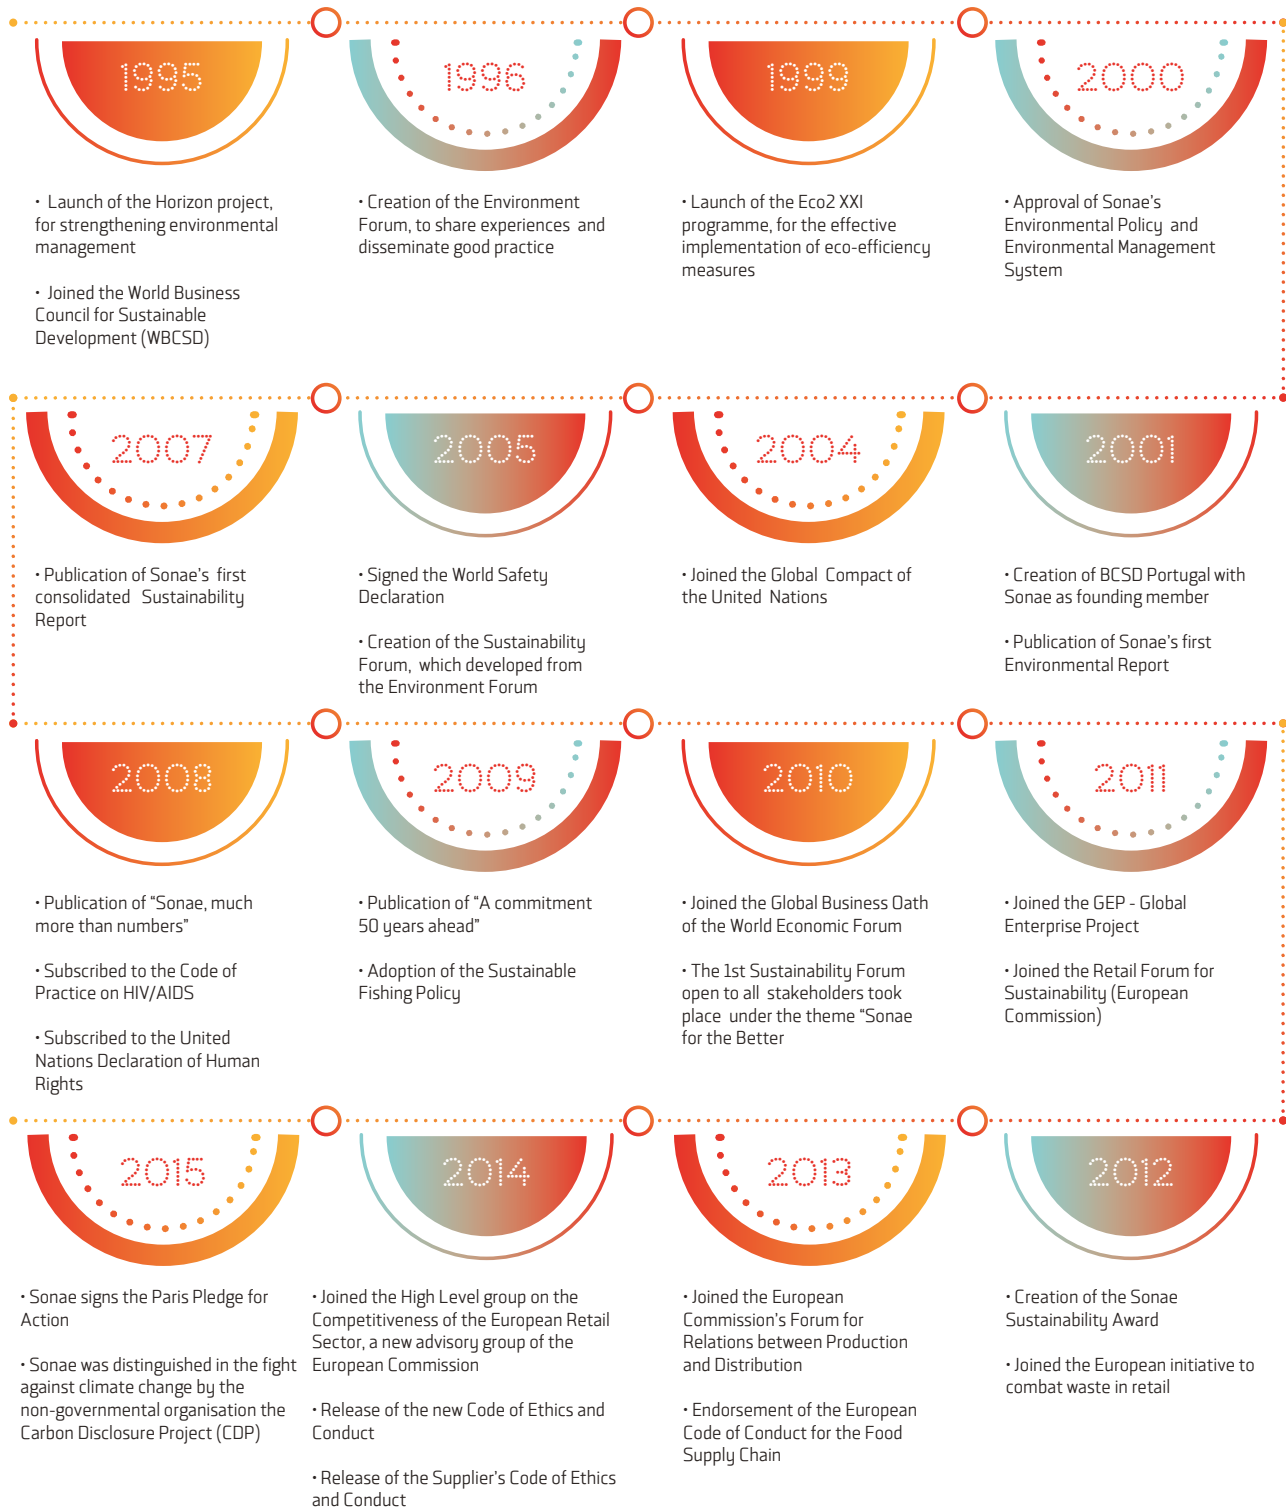 1995
• Launch of the Horizon project,
for strengthening environmental
management
• Joined the World Business
Council for Sustainable
Development (WBCSD)
1996
• Creation of the Environment
Forum, to share experiences and
disseminate good practice
1999
• Launch of the Eco2 XXI
programme, for the effective
implementation of eco-efficiency
measures
2000
• Approval of Sonae's
Environmental Policy and
Environmental Management
System
2007
• Publication of Sonae's first
consolidated Sustainability
Report
2005
• Signed the World Safety
Declaration
• Creation of the Sustainability
Forum, which developed from
the Environment Forum
2004
• Joined the Global Compact of
the United Nations
2001
• Creation of BCSD Portugal with
Sonae as founding member
• Publication of Sonae's first
Environmental Report
2008
• Publication of “Sonae, much
more than numbers”
• Subscribed to the Code of
Practice on HIV/AIDS
• Subscribed to the United
Nations Declaration of Human
Rights
2009
• Publication of “A commitment
50 years ahead”
• Adoption of the Sustainable
Fishing Policy
2010
• Joined the Global Business Oath
of the World Economic Forum
• The 1st Sustainability Forum
open to all stakeholders took
place under the theme “Sonae
for the Better
2011
• Joined the GEP - Global
Enterprise Project
• Joined the Retail Forum for
Sustainability (European
Commission)
2015
• Sonae signs the Paris Pledge for
Action
• Sonae was distinguished in the fight
against climate change by the
non-governmental organisation the
Carbon Disclosure Project (CDP)
2014
• Joined the High Level group on the
Competitiveness of the European Retail
Sector, a new advisory group of the
European Commission
• Release of the new Code of Ethics and
Conduct
• Release of the Supplier's Code of Ethics
and Conduct
2013
• Joined the European
Commission's Forum for
Relations between Production
and Distribution
• Endorsement of the European
Code of Conduct for the Food
Supply Chain
2012
• Creation of the Sonae
Sustainability Award
• Joined the European initiative to
combat waste in retail